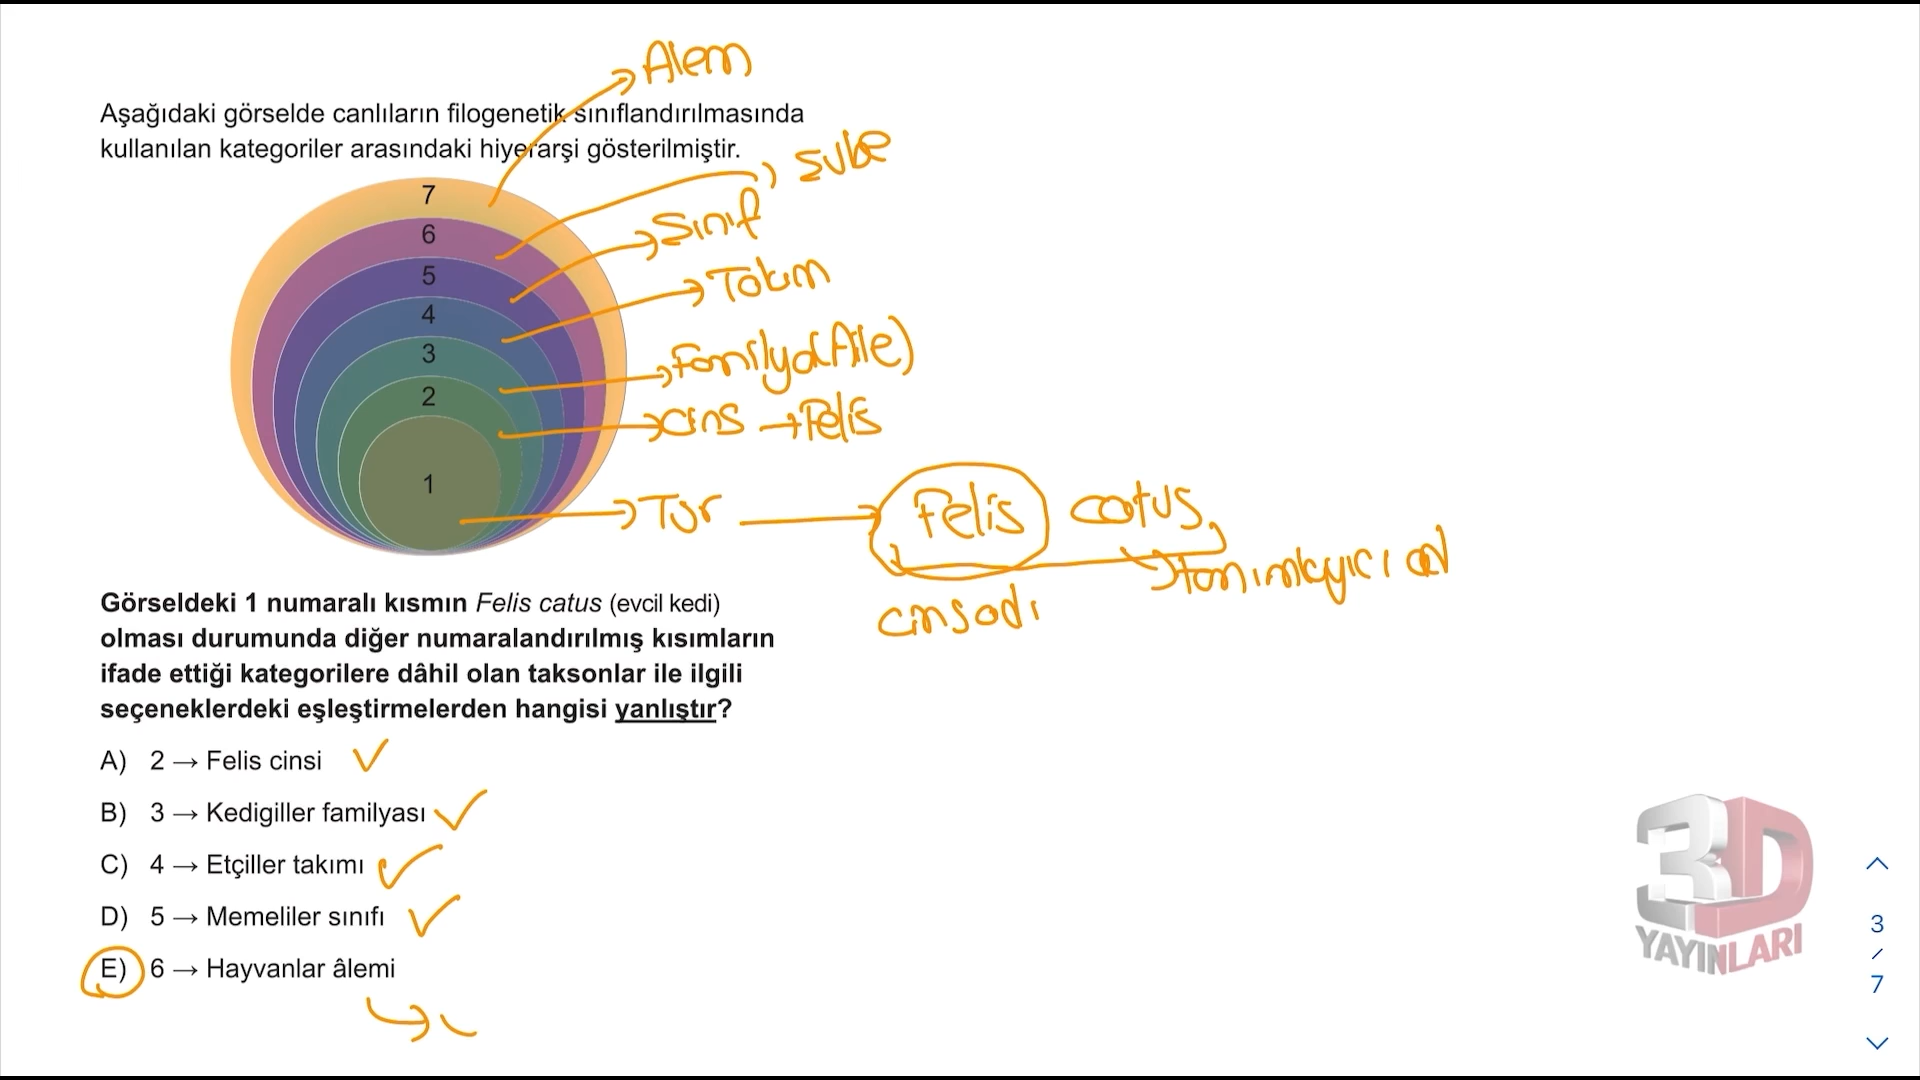 Alem
Aşağıdaki görselde canlıların filogenetik sınıflandırılmasında
kullanılan kategoriler arasındaki hiyerarşi gösterilmiştir.
şube
7
Sınıf
6
5
Takım
4
3
Familya (Aile)
2
Cins → Felis
1
Tür
Felis catus
tanımlayıcı ad
cins adı
Görseldeki 1 numaralı kısmın Felis catus (evcil kedi)
olması durumunda diğer numaralandırılmış kısımların
ifade ettiği kategorilere dâhil olan taksonlar ile ilgili
seçeneklerdeki eşleştirmelerden hangisi yanlıştır?
A) 2 → Felis cinsi
B) 3 → Kedigiller familyası
C) 4 → Etçiller takımı
D) 5 → Memeliler sınıfı
E) 6 → Hayvanlar âlemi
3D
YAYINLARI
3
/
7